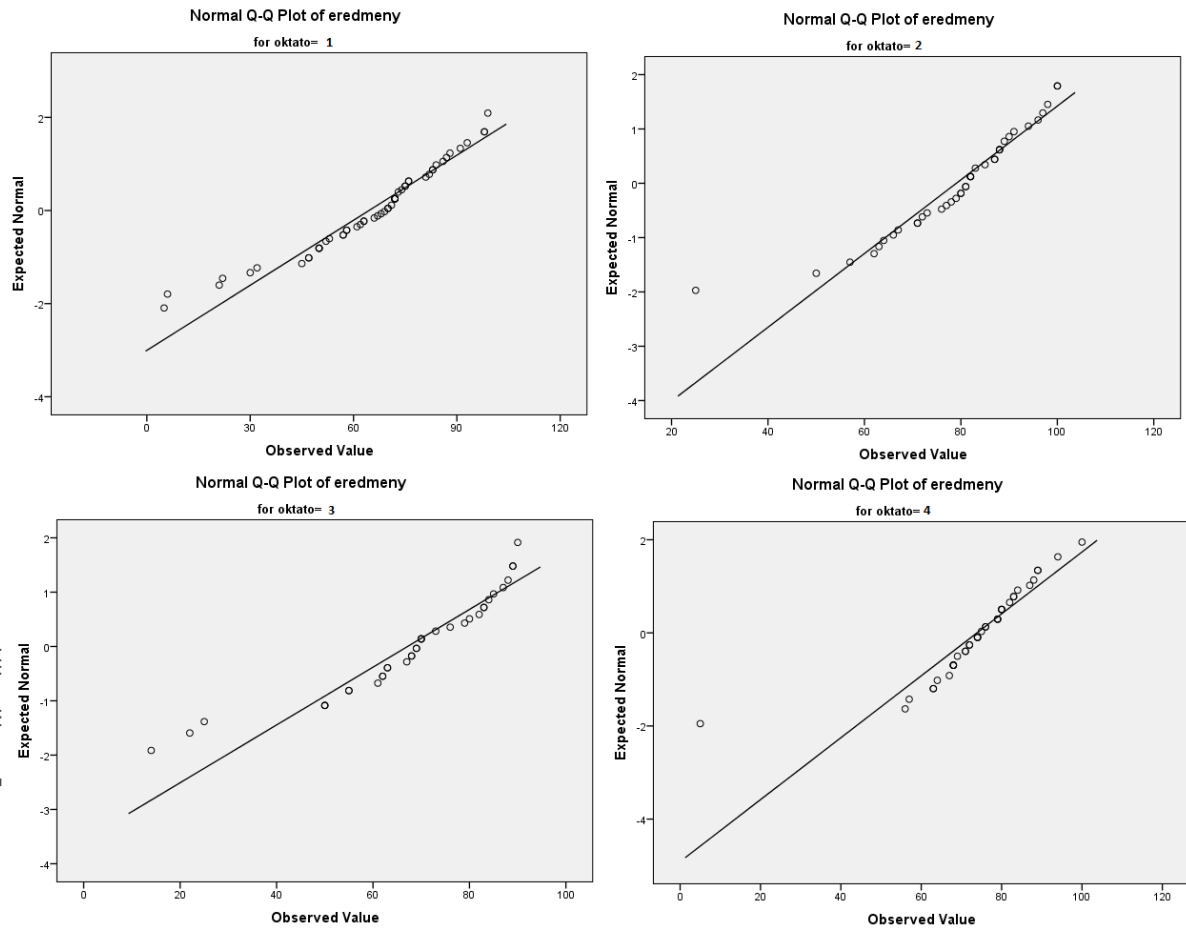 Normal Q-Q Plot of eredmeny
for oktato= 1
Expected Normal
2
0
-2
-4
0 30 60 90 120
Observed Value
Normal Q-Q Plot of eredmeny
for oktato= 2
Expected Normal
2
1
0
-1
-2
-3
-4
20 40 60 80 100 120
Observed Value
Normal Q-Q Plot of eredmeny
for oktato= 3
Expected Normal
2
1
0
-1
-2
-3
-4
0 20 40 60 80 100
Observed Value
Normal Q-Q Plot of eredmeny
for oktato= 4
Expected Normal
2
0
-2
-4
0 20 40 60 80 100 120
Observed Value